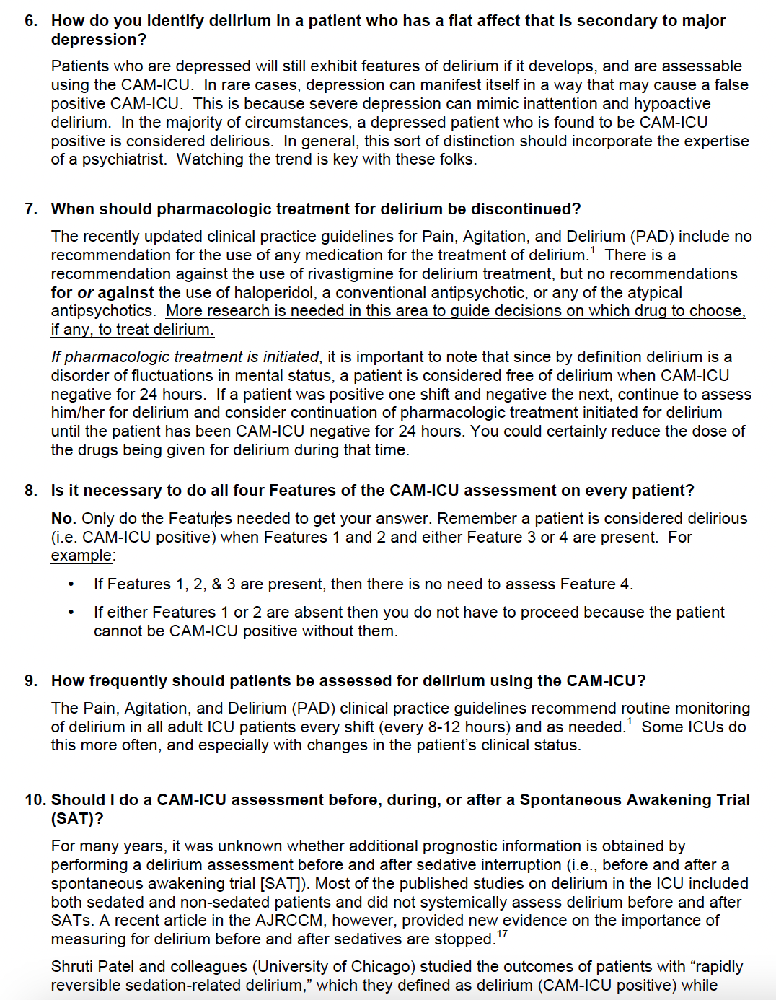 6. How do you identify delirium in a patient who has a flat affect that is secondary to major
depression?
Patients who are depressed will still exhibit features of delirium if it develops, and are assessable
using the CAM-ICU.  In rare cases, depression can manifest itself in a way that may cause a false
positive CAM-ICU.  This is because severe depression can mimic inattention and hypoactive
delirium.  In the majority of circumstances, a depressed patient who is found to be CAM-ICU
positive is considered delirious.  In general, this sort of distinction should incorporate the expertise
of a psychiatrist.  Watching the trend is key with these folks.
7. When should pharmacologic treatment for delirium be discontinued?
The recently updated clinical practice guidelines for Pain, Agitation, and Delirium (PAD) include no
recommendation for the use of any medication for the treatment of delirium.1  There is a
recommendation against the use of rivastigmine for delirium treatment, but no recommendations
for or against the use of haloperidol, a conventional antipsychotic, or any of the atypical
antipsychotics.  More research is needed in this area to guide decisions on which drug to choose,
if any, to treat delirium.
If pharmacologic treatment is initiated, it is important to note that since by definition delirium is a
disorder of fluctuations in mental status, a patient is considered free of delirium when CAM-ICU
negative for 24 hours.  If a patient was positive one shift and negative the next, continue to assess
him/her for delirium and consider continuation of pharmacologic treatment initiated for delirium
until the patient has been CAM-ICU negative for 24 hours. You could certainly reduce the dose of
the drugs being given for delirium during that time.
8. Is it necessary to do all four Features of the CAM-ICU assessment on every patient?
No. Only do the Features needed to get your answer. Remember a patient is considered delirious
(i.e. CAM-ICU positive) when Features 1 and 2 and either Feature 3 or 4 are present.  For
example:
• If Features 1, 2, & 3 are present, then there is no need to assess Feature 4.
• If either Features 1 or 2 are absent then you do not have to proceed because the patient
cannot be CAM-ICU positive without them.
9. How frequently should patients be assessed for delirium using the CAM-ICU?
The Pain, Agitation, and Delirium (PAD) clinical practice guidelines recommend routine monitoring
of delirium in all adult ICU patients every shift (every 8-12 hours) and as needed.1  Some ICUs do
this more often, and especially with changes in the patient's clinical status.
10. Should I do a CAM-ICU assessment before, during, or after a Spontaneous Awakening Trial
(SAT)?
For many years, it was unknown whether additional prognostic information is obtained by
performing a delirium assessment before and after sedative interruption (i.e., before and after a
spontaneous awakening trial [SAT]). Most of the published studies on delirium in the ICU included
both sedated and non-sedated patients and did not systemically assess delirium before and after
SATs. A recent article in the AJRCCM, however, provided new evidence on the importance of
measuring for delirium before and after sedatives are stopped.17
Shruti Patel and colleagues (University of Chicago) studied the outcomes of patients with "rapidly
reversible sedation-related delirium," which they defined as delirium (CAM-ICU positive) while